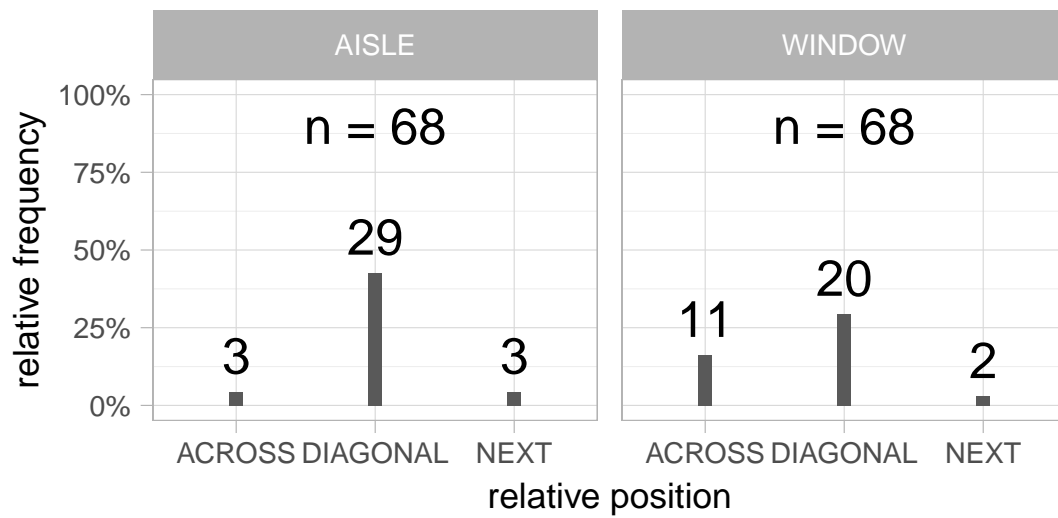 AISLE WINDOW
relative frequency
100%
75%
50%
25%
0%
n = 68
3
29
3
n = 68
11
20
2
ACROSS DIAGONAL NEXT ACROSS DIAGONAL NEXT
relative position